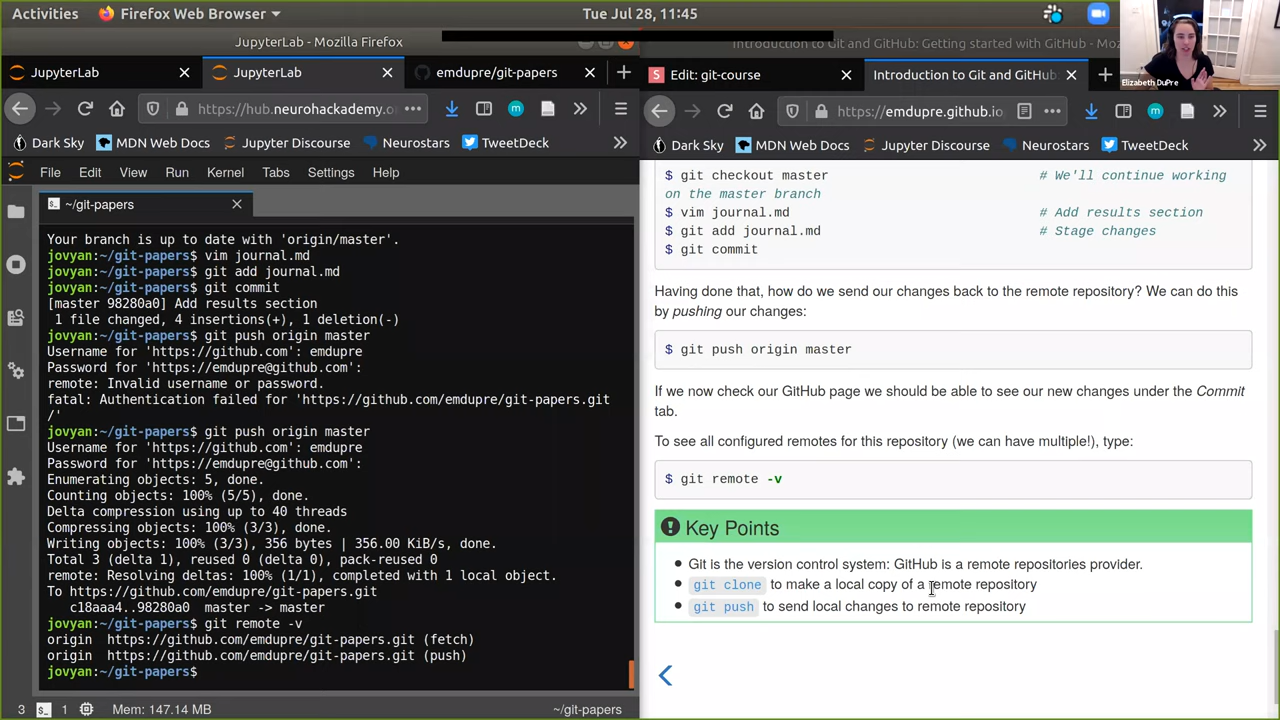 Activities Firefox Web Browser Tue Jul 28, 11:45
JupyterLab - Mozilla Firefox
JupyterLab JupyterLab emdupre/git-papers
https://hub.neurohackademy.o
Dark Sky MDN Web Docs Jupyter Discourse Neurostars TweetDeck
File Edit View Run Kernel Tabs Settings Help
~/git-papers
Your branch is up to date with 'origin/master'.
jovyan:~/git-papers$ vim journal.md
jovyan:~/git-papers$ git add journal.md
jovyan:~/git-papers$ git commit
[master 98280a0] Add results section
1 file changed, 4 insertions(+), 1 deletion(-)
jovyan:~/git-papers$ git push origin master
Username for 'https://github.com': emdupre
Password for 'https://emdupre@github.com':
remote: Invalid username or password.
fatal: Authentication failed for 'https://github.com/emdupre/git-papers.git
/'
jovyan:~/git-papers$ git push origin master
Username for 'https://github.com': emdupre
Password for 'https://emdupre@github.com':
Enumerating objects: 5, done.
Counting objects: 100% (5/5), done.
Delta compression using up to 40 threads
Compressing objects: 100% (3/3), done.
Writing objects: 100% (3/3), 356 bytes | 356.00 KiB/s, done.
Total 3 (delta 1), reused 0 (delta 0), pack-reused 0
remote: Resolving deltas: 100% (1/1), completed with 1 local object.
To https://github.com/emdupre/git-papers.git
c18aaa4..98280a0 master -> master
jovyan:~/git-papers$ git remote -v
origin https://github.com/emdupre/git-papers.git (fetch)
origin https://github.com/emdupre/git-papers.git (push)
jovyan:~/git-papers$
3 $_ 1 Mem: 147.14 MB ~/git-papers
Introduction to Git and GitHub: Getting started with GitHub - Moz
Elizabeth DuPre
Edit: git-course Introduction to Git and GitHub:
https://emdupre.github.io
Dark Sky MDN Web Docs Jupyter Discourse Neurostars TweetDeck
$ git checkout master # We'll continue working
on the master branch
$ vim journal.md # Add results section
$ git add journal.md # Stage changes
$ git commit
Having done that, how do we send our changes back to the remote repository? We can do this
by pushing our changes:
$ git push origin master
If we now check our GitHub page we should be able to see our new changes under the Commit
tab.
To see all configured remotes for this repository (we can have multiple!), type:
$ git remote -v
Key Points
Git is the version control system: GitHub is a remote repositories provider.
git clone to make a local copy of a remote repository
git push to send local changes to remote repository